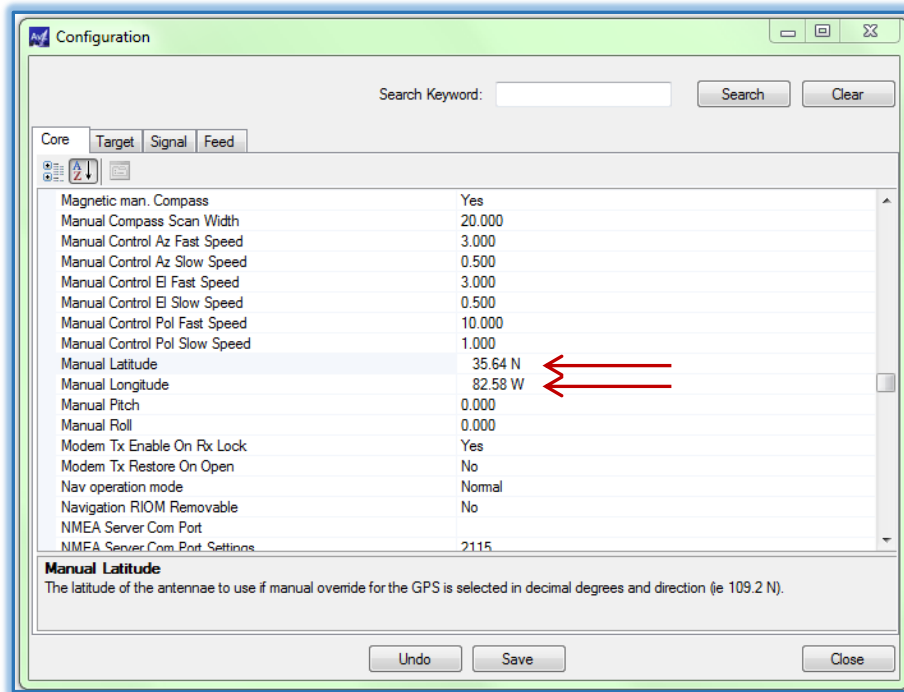 Configuration
Search Keyword: Search Clear
Core Target Signal Feed
Magnetic man. Compass Yes
Manual Compass Scan Width 20.000
Manual Control Az Fast Speed 3.000
Manual Control Az Slow Speed 0.500
Manual Control El Fast Speed 3.000
Manual Control El Slow Speed 0.500
Manual Control Pol Fast Speed 10.000
Manual Control Pol Slow Speed 1.000
Manual Latitude 35.64 N
Manual Longitude 82.58 W
Manual Pitch 0.000
Manual Roll 0.000
Modem Tx Enable On Rx Lock Yes
Modem Tx Restore On Open No
Nav operation mode Normal
Navigation RIOM Removable No
NMEA Server Com Port
NMEA Server Com Port Settings 2115
Manual Latitude
The latitude of the antennae to use if manual override for the GPS is selected in decimal degrees and direction (ie 109.2 N).
Undo Save Close